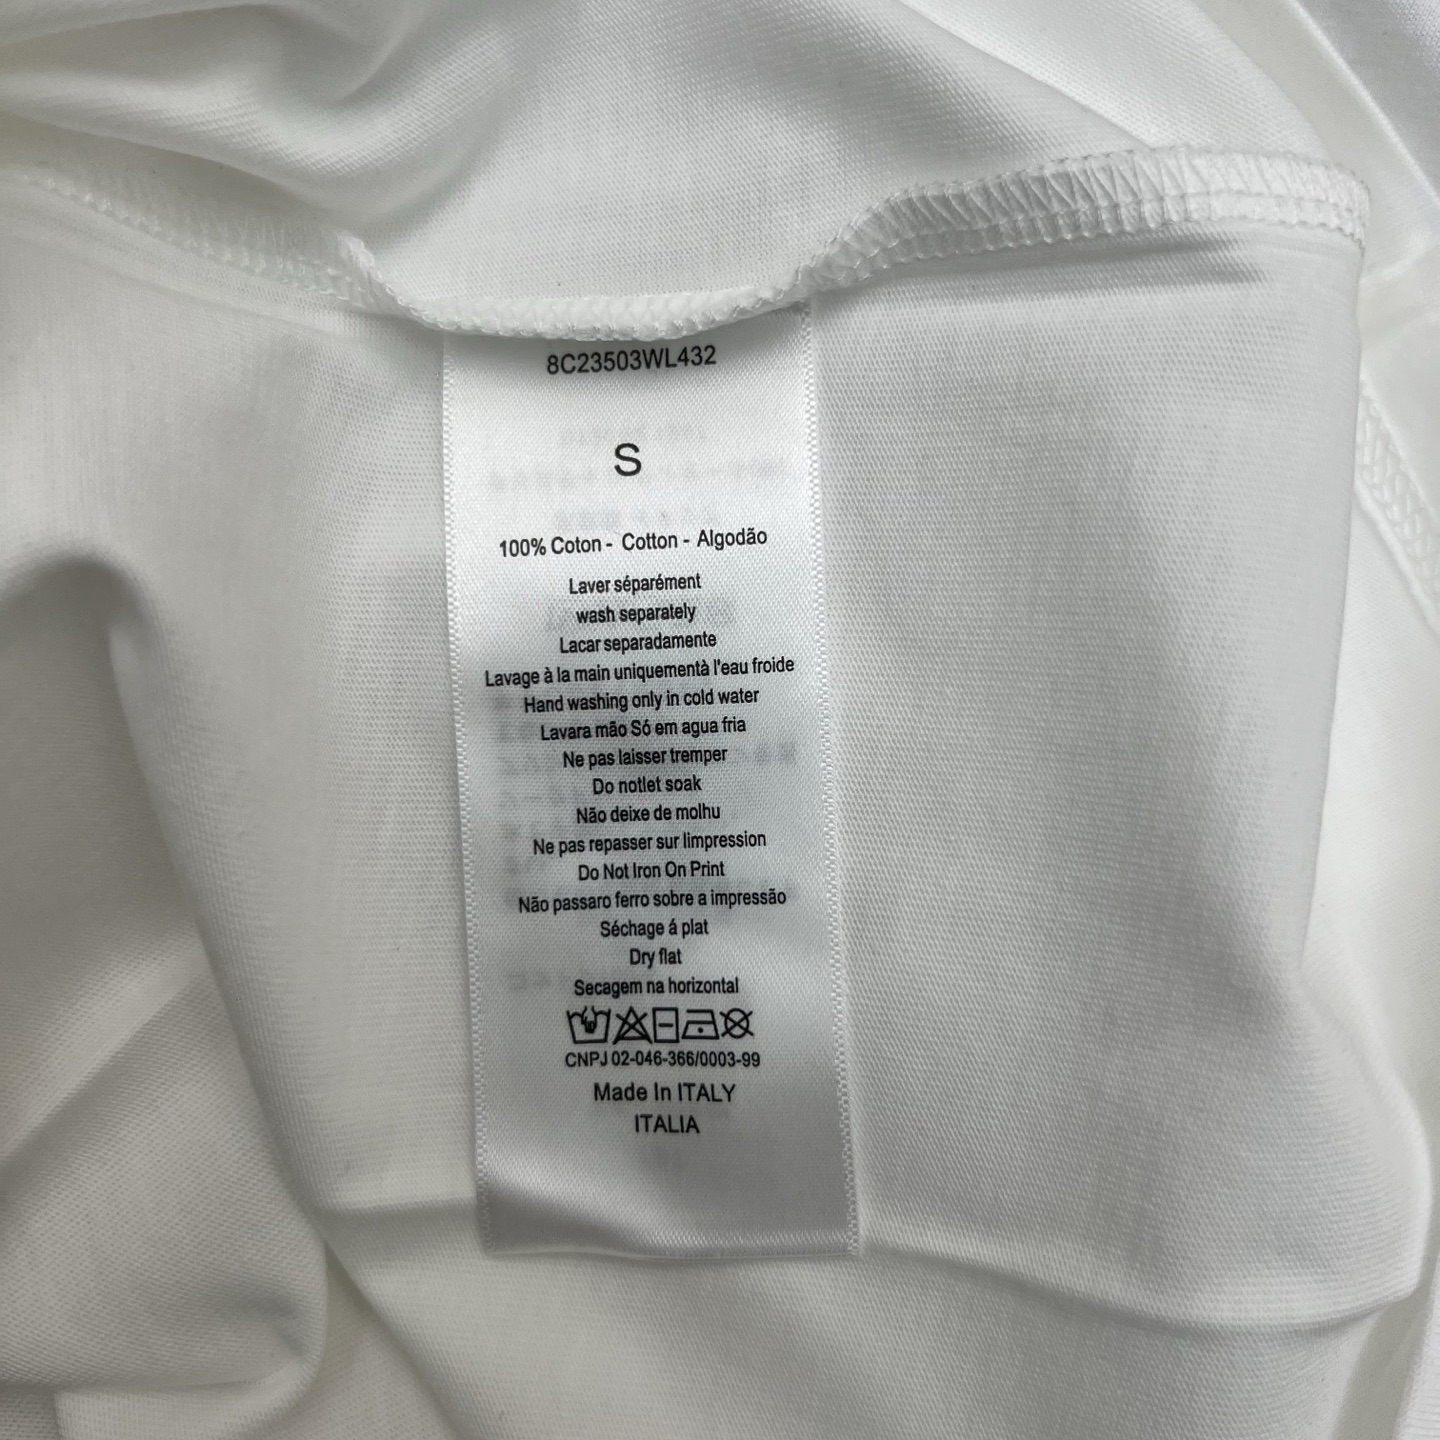 8C23503WL432
S
100% Coton - Cotton - Algodão
Laver séparément
wash separately
Lacar separadamente
Lavage à la main uniquementà l'eau froide
Hand washing only in cold water
Lavara mão Só em agua fria
Ne pas laisser tremper
Do notlet soak
Não deixe de molhu
Ne pas repasser sur limpression
Do Not Iron On Print
Não passaro ferro sobre a impressão
Séchage á plat
Dry flat
Secagem na horizontal
CNPJ 02-046-366/0003-99
Made In ITALY
ITALIA